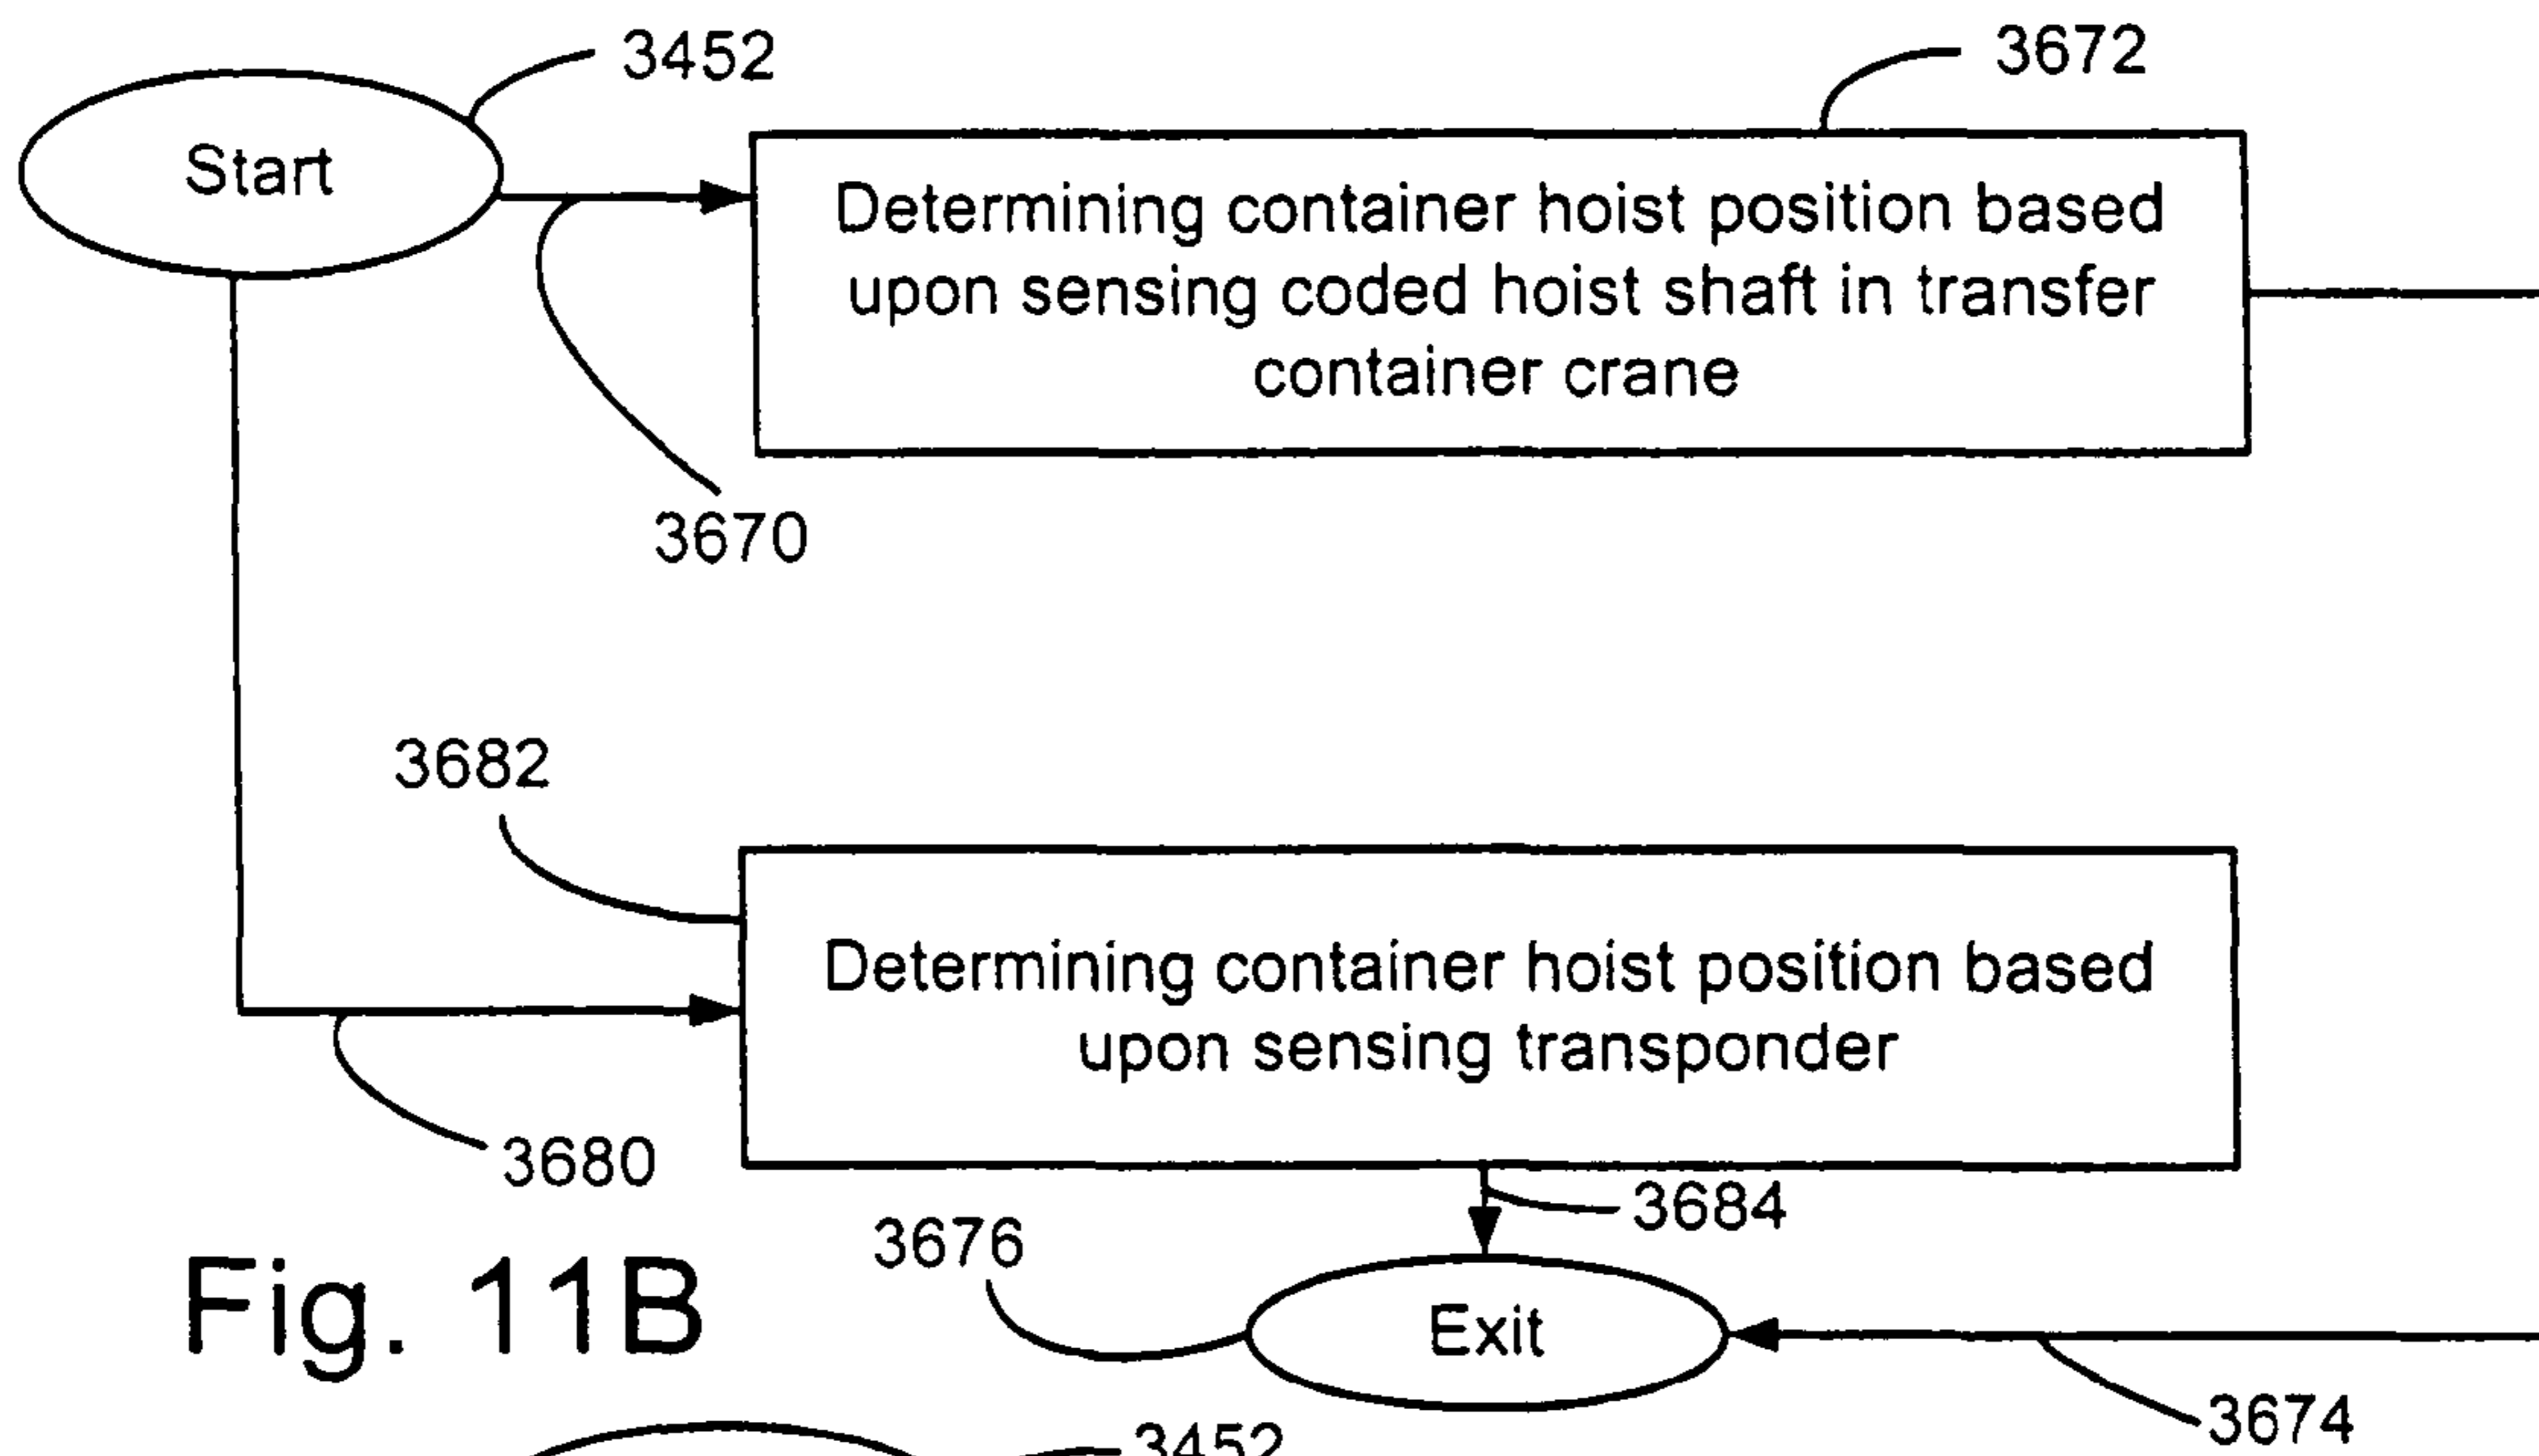 3452
3672
Start
Determining container hoist position based
upon sensing coded hoist shaft in transfer
container crane
3670
3682
Determining container hoist position based
upon sensing transponder
3680
3684
3676
Fig. 11B
Exit
3674
3452